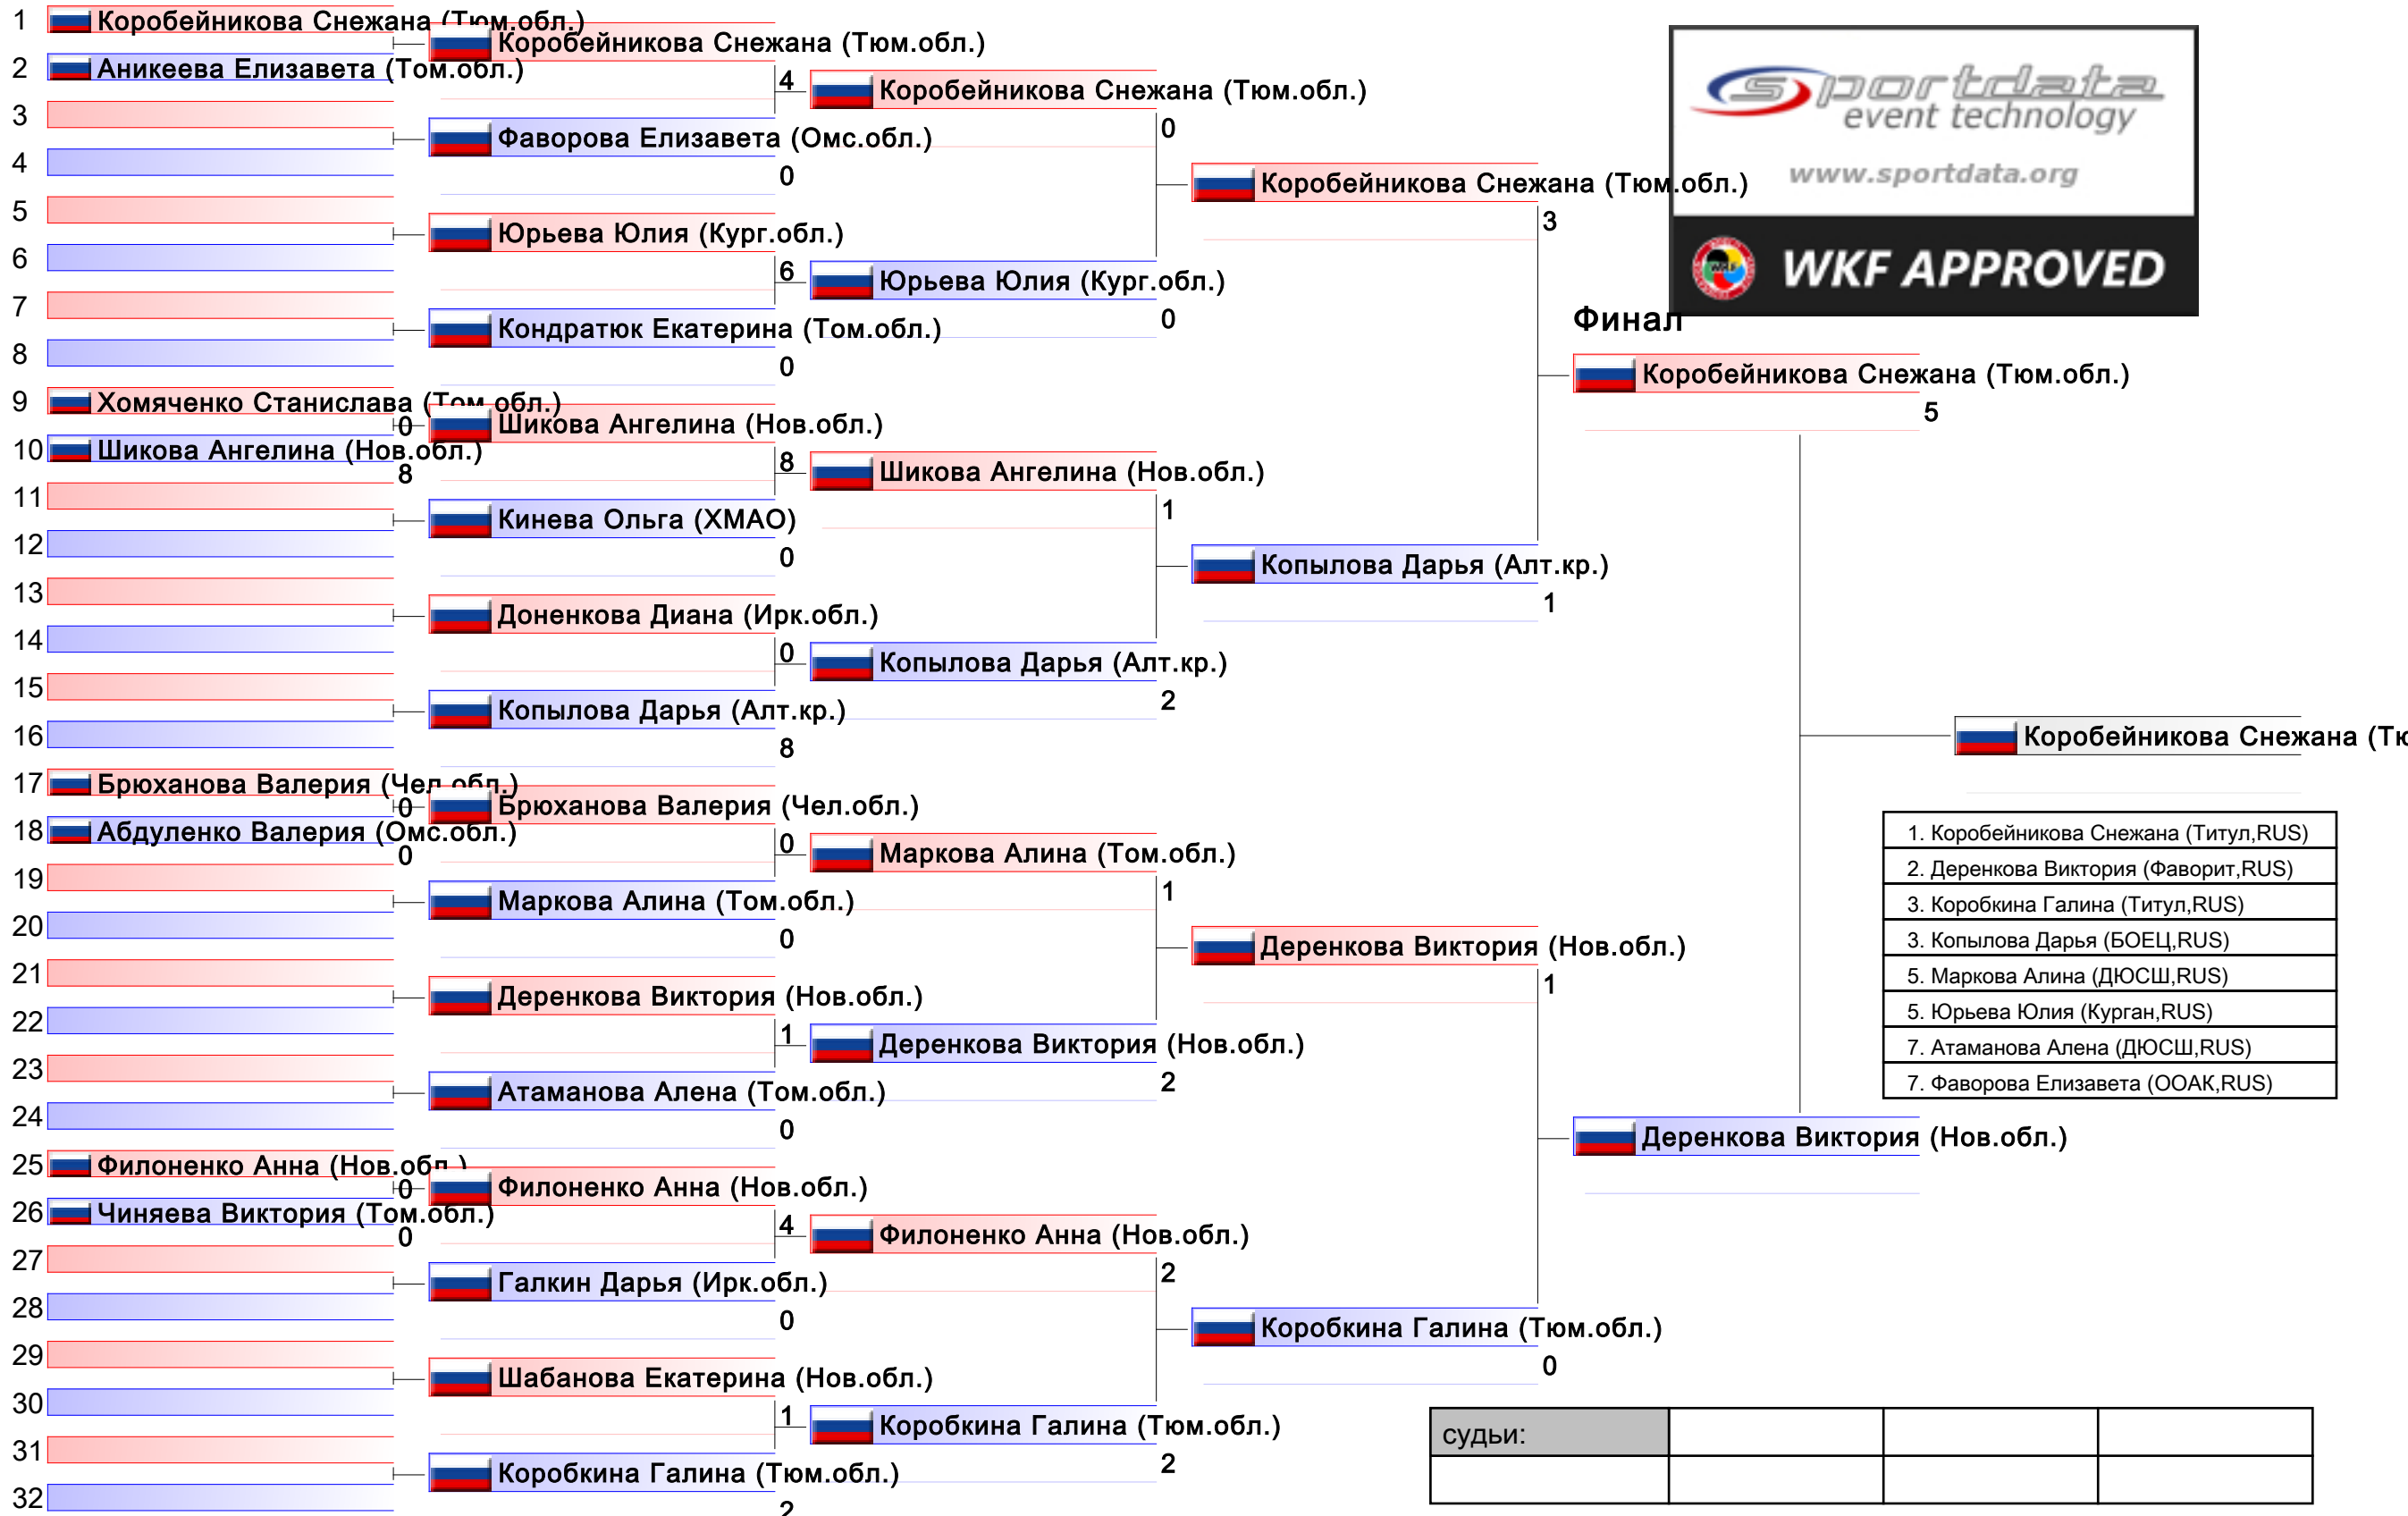 1 Коробейникова Снежана (Тюм.обл.)
2 Аникеева Елизавета (Том.обл.)
3
4
5
6
7
8
9 Хомяченко Станислава (Том.обл.)
0
10 Шикова Ангелина (Нов.обл.)
8
11
12
13
14
15
16
17 Брюханова Валерия (Чел.обл.)
0
18 Абдуленко Валерия (Омс.обл.)
0
19
20
21
22
23
24
25 Филоненко Анна (Нов.обл.)
0
26 Чиняева Виктория (Том.обл.)
0
27
28
29
30
31
32
Коробейникова Снежана (Тюм.обл.)
4
Фаворова Елизавета (Омс.обл.)
0
Юрьева Юлия (Кург.обл.)
6
Кондратюк Екатерина (Том.обл.)
0
Шикова Ангелина (Нов.обл.)
8
Кинева Ольга (ХМАО)
0
Доненкова Диана (Ирк.обл.)
0
Копылова Дарья (Алт.кр.)
8
Брюханова Валерия (Чел.обл.)
0
Маркова Алина (Том.обл.)
0
Деренкова Виктория (Нов.обл.)
1
Атаманова Алена (Том.обл.)
0
Филоненко Анна (Нов.обл.)
4
Галкин Дарья (Ирк.обл.)
0
Шабанова Екатерина (Нов.обл.)
1
Коробкина Галина (Тюм.обл.)
2
Коробейникова Снежана (Тюм.обл.)
0
Юрьева Юлия (Кург.обл.)
0
Шикова Ангелина (Нов.обл.)
1
Копылова Дарья (Алт.кр.)
2
Маркова Алина (Том.обл.)
1
Деренкова Виктория (Нов.обл.)
2
Филоненко Анна (Нов.обл.)
2
Коробкина Галина (Тюм.обл.)
2
Коробейникова Снежана (Тюм.обл.)
3
Копылова Дарья (Алт.кр.)
1
Деренкова Виктория (Нов.обл.)
1
Коробкина Галина (Тюм.обл.)
0
sportdata
event technology
www.sportdata.org
WKF
WKF APPROVED
Финал
Коробейникова Снежана (Тюм.обл.)
5
Деренкова Виктория (Нов.обл.)
Коробейникова Снежана (Тю
1. Коробейникова Снежана (Титул,RUS)
2. Деренкова Виктория (Фаворит,RUS)
3. Коробкина Галина (Титул,RUS)
3. Копылова Дарья (БОЕЦ,RUS)
5. Маркова Алина (ДЮСШ,RUS)
5. Юрьева Юлия (Курган,RUS)
7. Атаманова Алена (ДЮСШ,RUS)
7. Фаворова Елизавета (ООАК,RUS)
судьи: